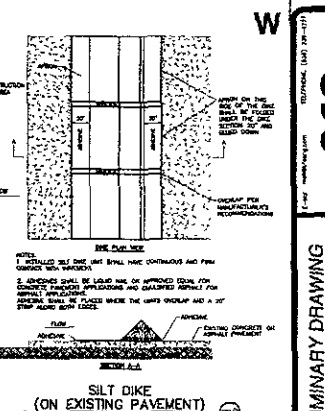 W
APRON
APRON ON THIS
SIDE OF THE DIKE
SHALL BE FOLDED
UNDER THE DIKE
SECTION 20" AND
GLUED DOWN
20"
20"
ADHESIVE
ADHESIVE
OVERLAP PER
MANUFACTURER'S
RECOMMENDATIONS
DIKE PLAN VIEW
NOTES:
1. INSTALLED SILT DIKE UNIT SHALL HAVE CONTINUOUS AND FIRM
CONTACT WITH PAVEMENT.
2. ADHESIVES SHALL BE LIQUID NAIL OR APPROVED EQUAL FOR
CONCRETE PAVEMENT APPLICATIONS AND EMULSIFIED ASPHALT FOR
ASPHALT APPLICATIONS.
ADHESIVE SHALL BE PLACED WHERE THE UNITS OVERLAP AND A 20"
STRIP ALONG BOTH EDGES.
FLOW
ADHESIVE
ADHESIVE
EXISTING CONCRETE OR
ASPHALT PAVEMENT
SECTION A-A
SILT DIKE
(ON EXISTING PAVEMENT)
MINARY DRAWING